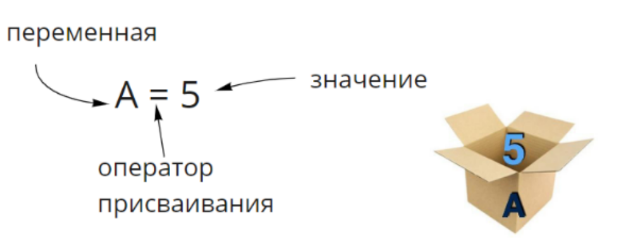 переменная
A = 5
значение
оператор
присваивания
5
A